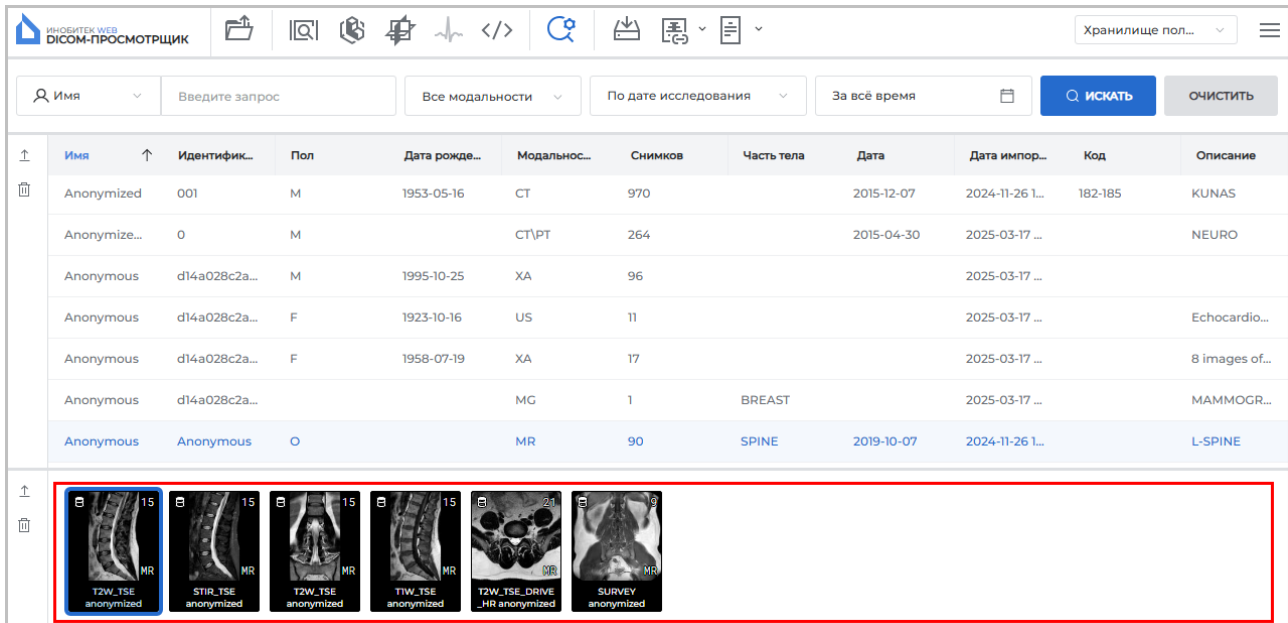 ИНОБИТЕК WEB
DICOM-ПРОСМОТРЩИК
Хранилище пол...
Имя Введите запрос Все модальности По дате исследования За всё время ИСКАТЬ ОЧИСТИТЬ
Имя Идентифик... Пол Дата рожде... Модальнос... Снимков Часть тела Дата Дата импор... Код Описание
Anonymized 001 M 1953-05-16 CT 970 2015-12-07 2024-11-26 1... 182-185 KUNAS
Anonymize... 0 M CT\PT 264 2015-04-30 2025-03-17 ... NEURO
Anonymous d14a028c2a... M 1995-10-25 XA 96 2025-03-17 ...
Anonymous d14a028c2a... F 1923-10-16 US 11 2025-03-17 ... Echocardio...
Anonymous d14a028c2a... F 1958-07-19 XA 17 2025-03-17 ... 8 images of...
Anonymous d14a028c2a... MG 1 BREAST 2025-03-17 ... MAMMOGR...
Anonymous Anonymous O MR 90 SPINE 2019-10-07 2024-11-26 1... L-SPINE
15 15 15 15 21 9
MR MR MR MR MR MR
T2W_TSE STIR_TSE T2W_TSE T1W_TSE T2W_TSE_DRIVE SURVEY
anonymized anonymized anonymized anonymized _HR anonymized anonymized